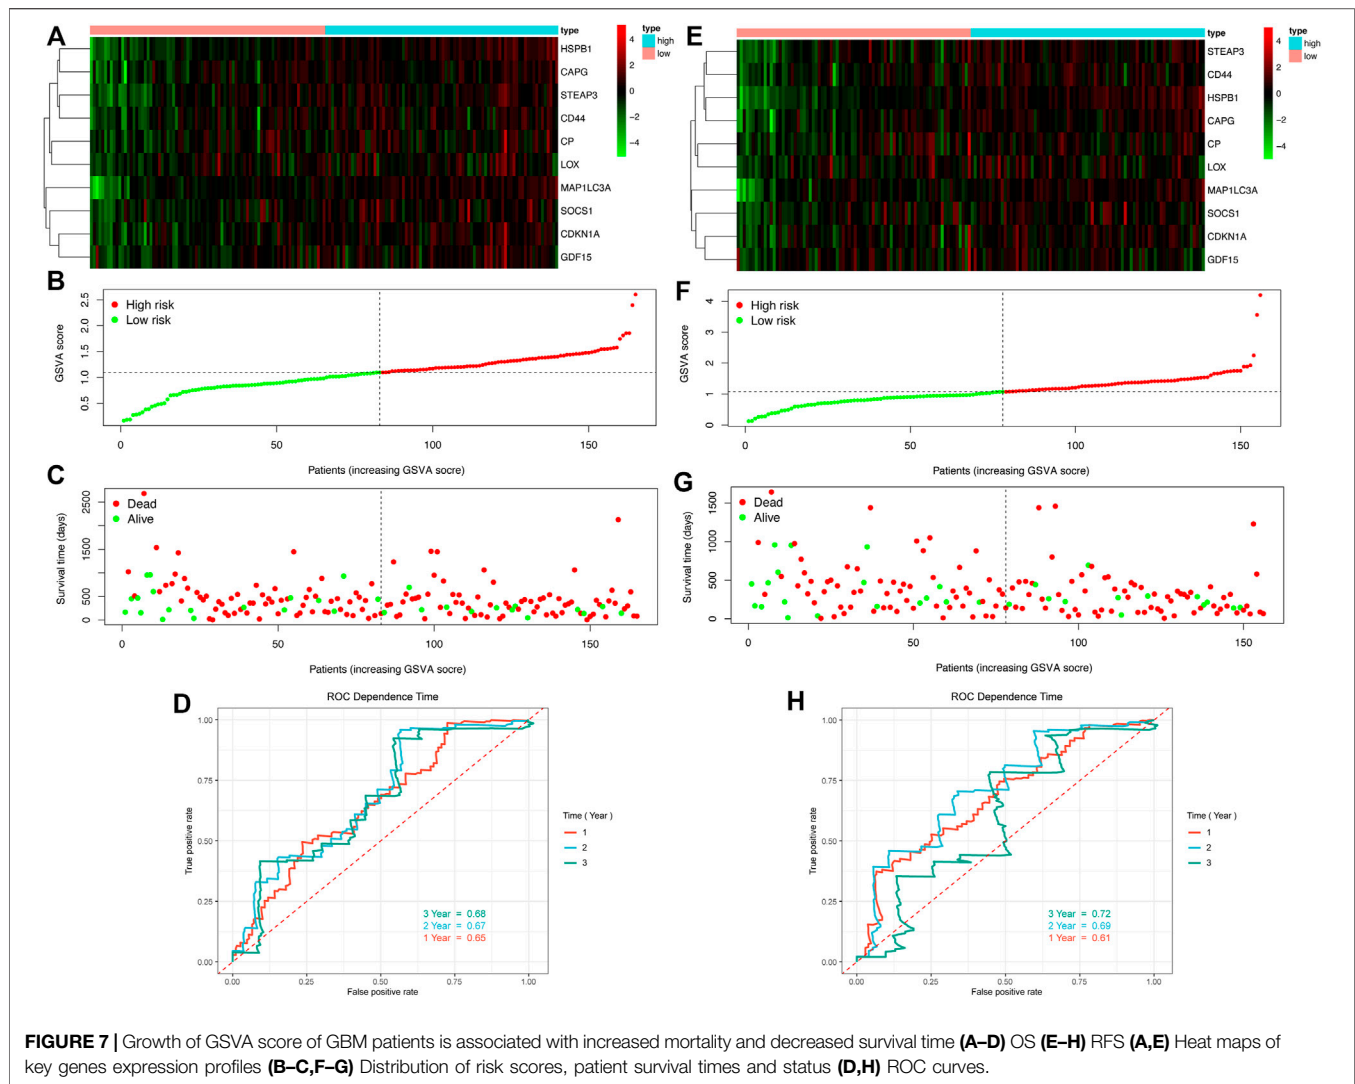 A
type
type
high
low
4
2
0
−2
−4
HSPB1
CAPG
STEAP3
CD44
CP
LOX
MAP1LC3A
SOCS1
CDKN1A
GDF15
E
type
type
high
low
4
2
0
−2
−4
STEAP3
CD44
HSPB1
CAPG
CP
LOX
MAP1LC3A
SOCS1
CDKN1A
GDF15
B
High risk
Low risk
GSVA score
0.5 1.0 1.5 2.0 2.5
0 50 100 150
Patients (increasing GSVA socre)
F
High risk
Low risk
GSVA score
0 1 2 3 4
0 50 100 150
Patients (increasing GSVA socre)
C
Dead
Alive
Survival time (days)
0 500 1500 2500
0 50 100 150
Patients (increasing GSVA socre)
G
Dead
Alive
Survival time (days)
0 500 1000 1500
0 50 100 150
Patients (increasing GSVA socre)
D
ROC Dependence Time
True positive rate
1.00
0.75
0.50
0.25
0.00
3 Year = 0.68
2 Year = 0.67
1 Year = 0.65
0.00 0.25 0.50 0.75 1.00
False positive rate
Time ( Year )
1
2
3
H
ROC Dependence Time
True positive rate
1.00
0.75
0.50
0.25
0.00
3 Year = 0.72
2 Year = 0.69
1 Year = 0.61
0.00 0.25 0.50 0.75 1.00
False positive rate
Time ( Year )
1
2
3
FIGURE 7 | Growth of GSVA score of GBM patients is associated with increased mortality and decreased survival time (A–D) OS (E–H) RFS (A,E) Heat maps of
key genes expression profiles (B–C,F–G) Distribution of risk scores, patient survival times and status (D,H) ROC curves.